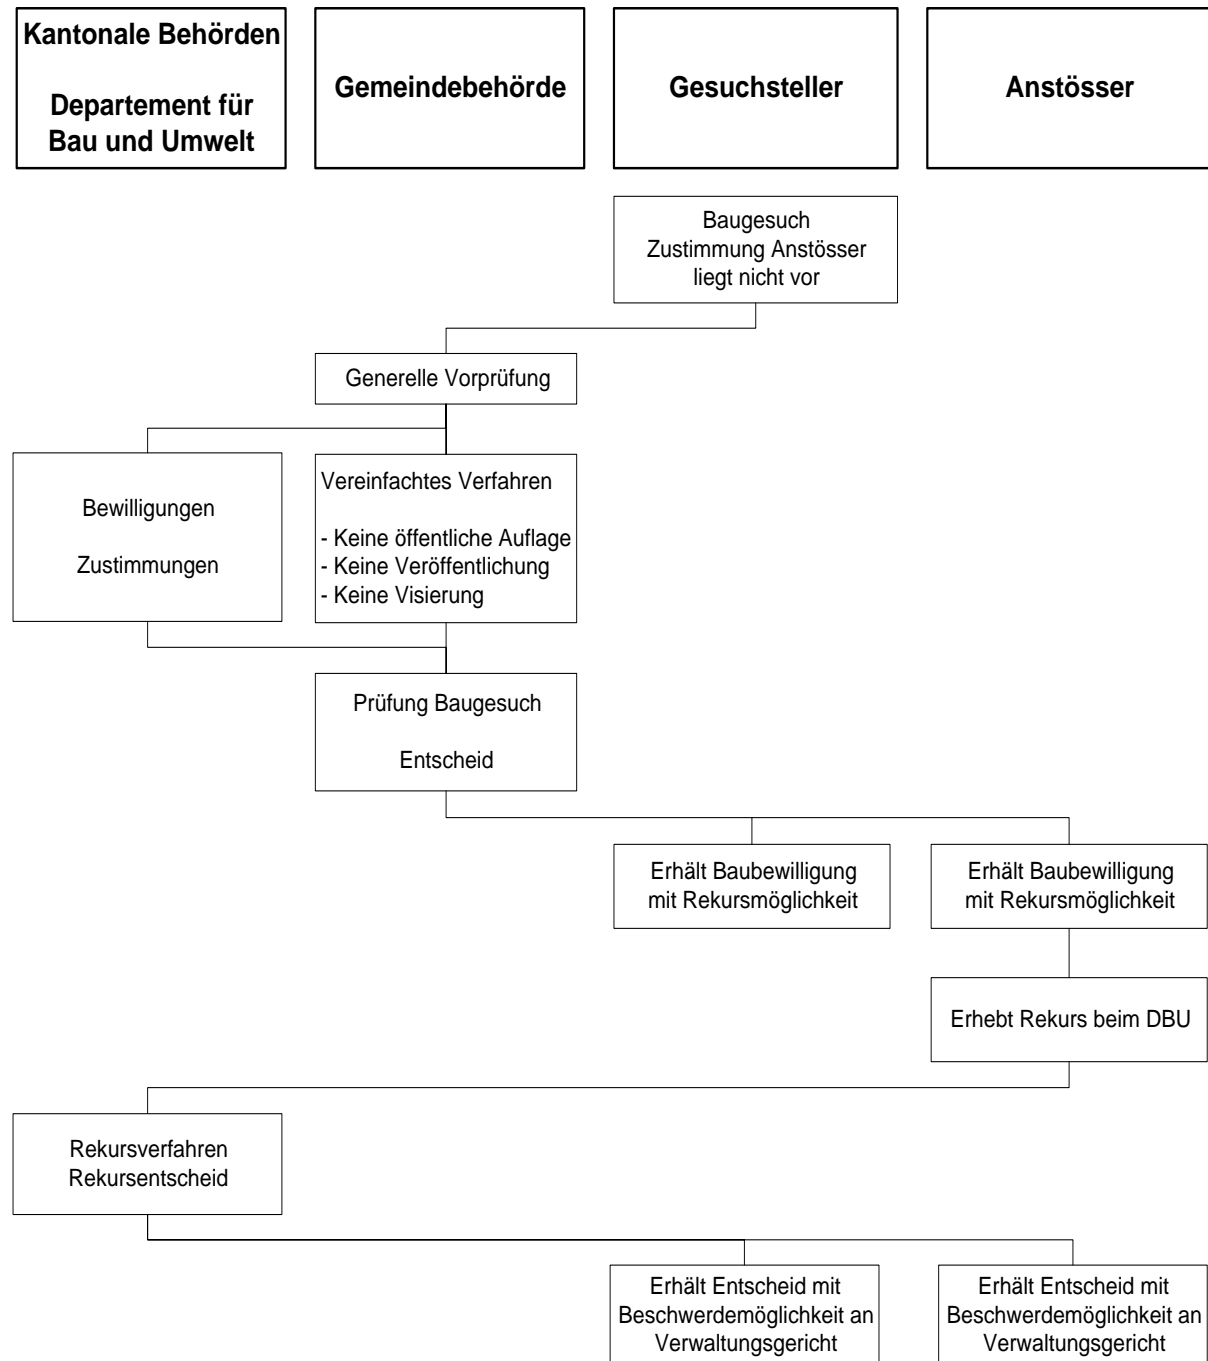 Kantonale Behörden
Departement für
Bau und Umwelt
Gemeindebehörde
Gesuchsteller
Anstösser
Baugesuch
Zustimmung Anstösser
liegt nicht vor
Generelle Vorprüfung
Bewilligungen
Zustimmungen
Vereinfachtes Verfahren
- Keine öffentliche Auflage
- Keine Veröffentlichung
- Keine Visierung
Prüfung Baugesuch
Entscheid
Erhält Baubewilligung
mit Rekursmöglichkeit
Erhält Baubewilligung
mit Rekursmöglichkeit
Erhebt Rekurs beim DBU
Rekursverfahren
Rekursentscheid
Erhält Entscheid mit
Beschwerdemöglichkeit an
Verwaltungsgericht
Erhält Entscheid mit
Beschwerdemöglichkeit an
Verwaltungsgericht